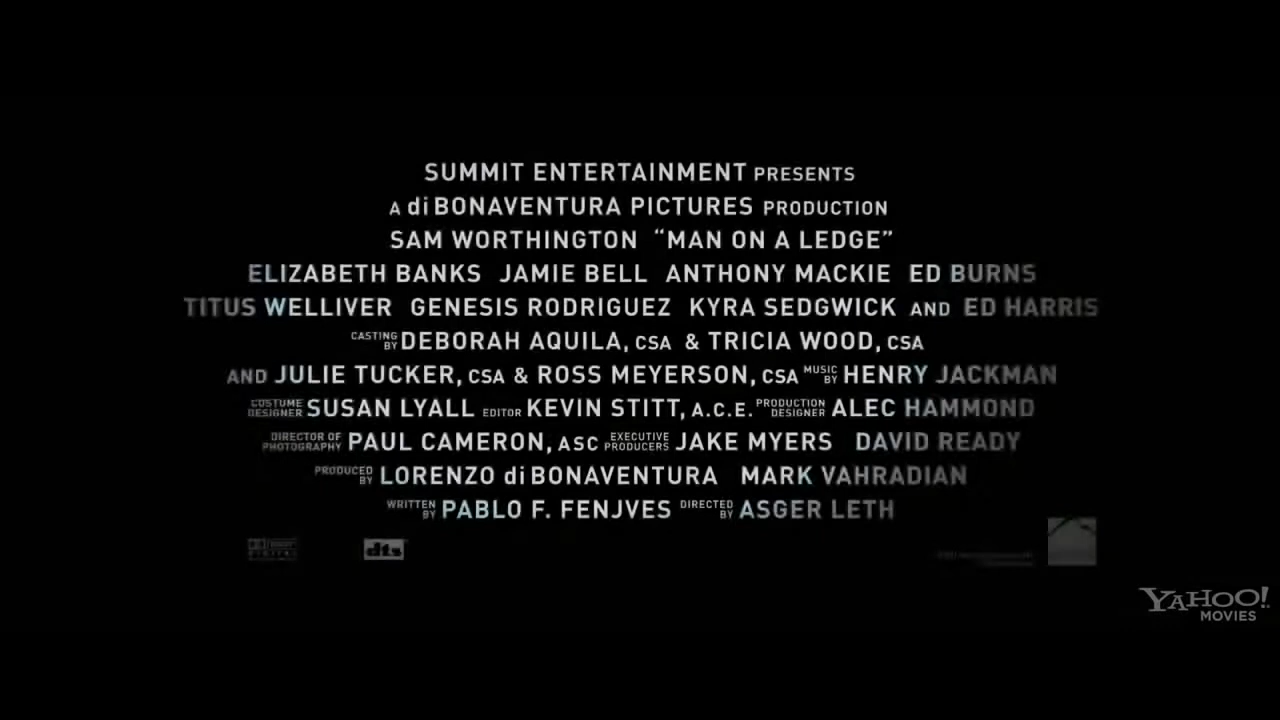 SUMMIT ENTERTAINMENT PRESENTS
A diBONAVENTURA PICTURES PRODUCTION
SAM WORTHINGTON “MAN ON A LEDGE”
ELIZABETH BANKS JAMIE BELL ANTHONY MACKIE ED BURNS
TITUS WELLIVER GENESIS RODRIGUEZ KYRA SEDGWICK AND ED HARRIS
CASTING BY DEBORAH AQUILA, CSA & TRICIA WOOD, CSA
AND JULIE TUCKER, CSA & ROSS MEYERSON, CSA MUSIC BY HENRY JACKMAN
COSTUME DESIGNER SUSAN LYALL EDITOR KEVIN STITT, A.C.E. PRODUCTION DESIGNER ALEC HAMMOND
DIRECTOR OF PHOTOGRAPHY PAUL CAMERON, ASC EXECUTIVE PRODUCERS JAKE MYERS DAVID READY
PRODUCED BY LORENZO diBONAVENTURA MARK VAHRADIAN
WRITTEN BY PABLO F. FENJVES DIRECTED BY ASGER LETH
dts
YAHOO!
MOVIES